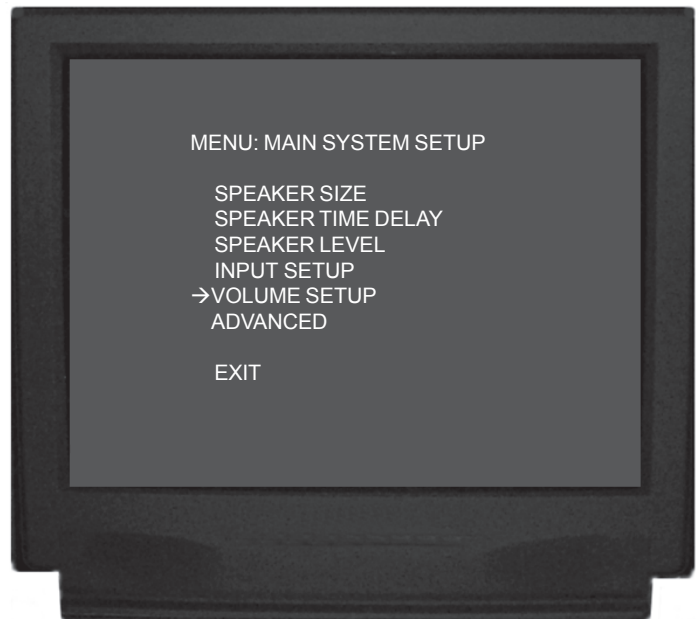 MENU: MAIN SYSTEM SETUP
SPEAKER SIZE
SPEAKER TIME DELAY
SPEAKER LEVEL
INPUT SETUP
→VOLUME SETUP
ADVANCED
EXIT